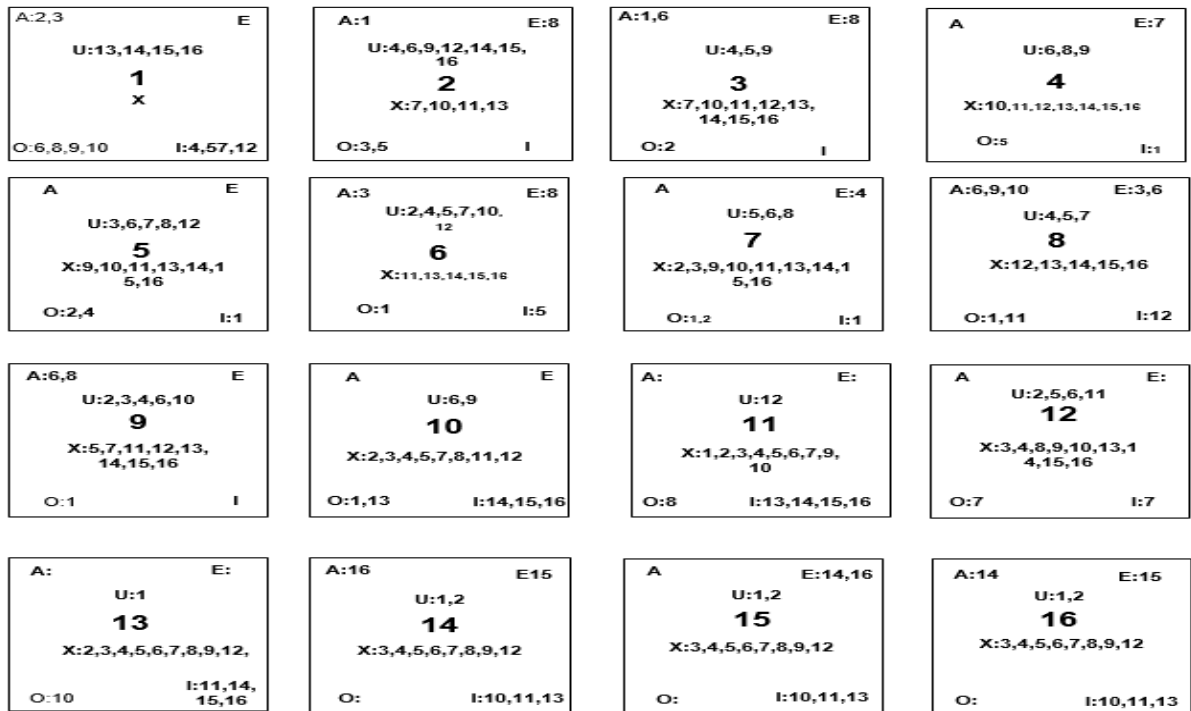 A:2,3 E
U:13,14,15,16
1
X
O:6,8,9,10 I:4,57,12
A:1 E:8
U:4,6,9,12,14,15,
16
2
X:7,10,11,13
O:3,5 I
A:1,6 E:8
U:4,5,9
3
X:7,10,11,12,13,
14,15,16
O:2 I
A E:7
U:6,8,9
4
X:10,11,12,13,14,15,16
O:5 I:1
A E
U:3,6,7,8,12
5
X:9,10,11,13,14,1
5,16
O:2,4 I:1
A:3 E:8
U:2,4,5,7,10,
12
6
X:11,13,14,15,16
O:1 I:5
A E:4
U:5,6,8
7
X:2,3,9,10,11,13,14,1
5,16
O:1,2 I:1
A:6,9,10 E:3,6
U:4,5,7
8
X:12,13,14,15,16
O:1,11 I:12
A:6,8 E
U:2,3,4,6,10
9
X:5,7,11,12,13,
14,15,16
O:1 I
A E
U:6,9
10
X:2,3,4,5,7,8,11,12
O:1,13 I:14,15,16
A: E:
U:12
11
X:1,2,3,4,5,6,7,9,
10
O:8 I:13,14,15,16
A E:
U:2,5,6,11
12
X:3,4,8,9,10,13,1
4,15,16
O:7 I:7
A: E:
U:1
13
X:2,3,4,5,6,7,8,9,12,
I:11,14,
O:10 15,16
A:16 E15
U:1,2
14
X:3,4,5,6,7,8,9,12
O: I:10,11,13
A E:14,16
U:1,2
15
X:3,4,5,6,7,8,9,12
O: I:10,11,13
A:14 E:15
U:1,2
16
X:3,4,5,6,7,8,9,12
O: I:10,11,13